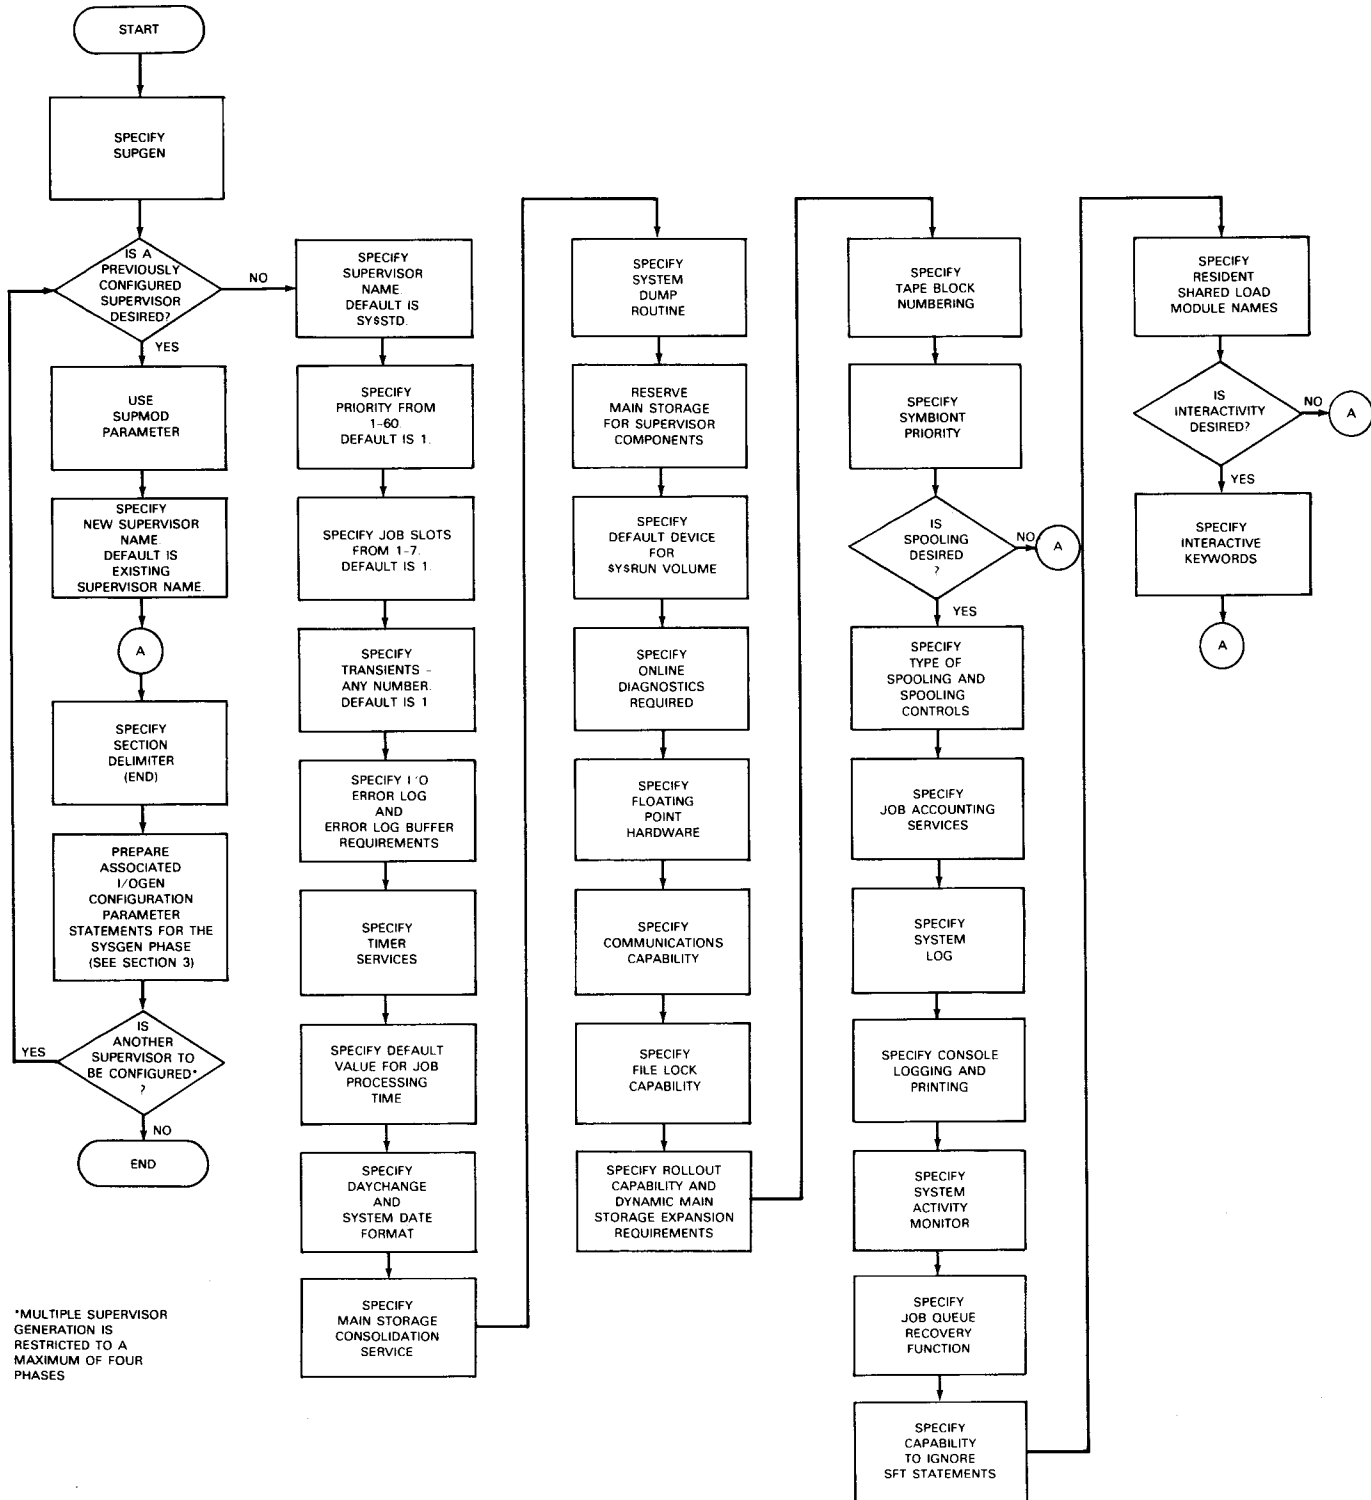 START
SPECIFY
SUPGEN
IS A
PREVIOUSLY
CONFIGURED
SUPERVISOR
DESIRED?
NO
YES
USE
SUPMOD
PARAMETER
SPECIFY
NEW SUPERVISOR
NAME.
DEFAULT IS
EXISTING
SUPERVISOR NAME.
A
SPECIFY
SECTION
DELIMITER
(END)
PREPARE
ASSOCIATED
I/OGEN
CONFIGURATION
PARAMETER
STATEMENTS FOR THE
SYSGEN PHASE
(SEE SECTION 3)
IS
ANOTHER
SUPERVISOR TO
BE CONFIGURED*
?
YES
NO
END
*MULTIPLE SUPERVISOR
GENERATION IS
RESTRICTED TO A
MAXIMUM OF FOUR
PHASES
SPECIFY
SUPERVISOR
NAME.
DEFAULT IS
SY$STD.
SPECIFY
PRIORITY FROM
1-60.
DEFAULT IS 1.
SPECIFY JOB SLOTS
FROM 1-7.
DEFAULT IS 1.
SPECIFY
TRANSIENTS -
ANY NUMBER.
DEFAULT IS 1
SPECIFY I/O
ERROR LOG
AND
ERROR LOG BUFFER
REQUIREMENTS
SPECIFY
TIMER
SERVICES
SPECIFY DEFAULT
VALUE FOR JOB
PROCESSING
TIME
SPECIFY
DAYCHANGE
AND
SYSTEM DATE
FORMAT
SPECIFY
MAIN STORAGE
CONSOLIDATION
SERVICE
SPECIFY
SYSTEM
DUMP
ROUTINE
RESERVE
MAIN STORAGE
FOR SUPERVISOR
COMPONENTS
SPECIFY
DEFAULT DEVICE
FOR
$Y$RUN VOLUME
SPECIFY
ONLINE
DIAGNOSTICS
REQUIRED
SPECIFY
FLOATING
POINT
HARDWARE
SPECIFY
COMMUNICATIONS
CAPABILITY
SPECIFY
FILE LOCK
CAPABILITY
SPECIFY ROLLOUT
CAPABILITY AND
DYNAMIC MAIN
STORAGE EXPANSION
REQUIREMENTS
SPECIFY
TAPE BLOCK
NUMBERING
SPECIFY
SYMBIONT
PRIORITY
IS
SPOOLING
DESIRED
?
NO
A
YES
SPECIFY
TYPE OF
SPOOLING AND
SPOOLING
CONTROLS
SPECIFY
JOB ACCOUNTING
SERVICES
SPECIFY
SYSTEM
LOG
SPECIFY CONSOLE
LOGGING AND
PRINTING
SPECIFY
SYSTEM
ACTIVITY
MONITOR
SPECIFY
JOB QUEUE
RECOVERY
FUNCTION
SPECIFY
CAPABILITY
TO IGNORE
SFT STATEMENTS
SPECIFY
RESIDENT
SHARED LOAD
MODULE NAMES
IS
INTERACTIVITY
DESIRED?
NO
A
YES
SPECIFY
INTERACTIVE
KEYWORDS
A